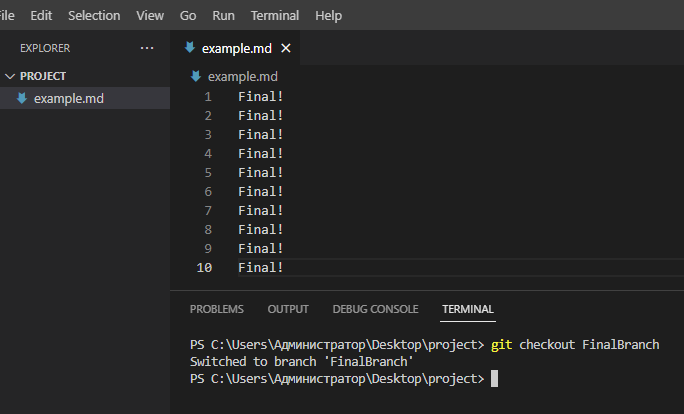 File Edit Selection View Go Run Terminal Help
EXPLORER ...
PROJECT
example.md
example.md
example.md
1 Final!
2 Final!
3 Final!
4 Final!
5 Final!
6 Final!
7 Final!
8 Final!
9 Final!
10 Final!
PROBLEMS OUTPUT DEBUG CONSOLE TERMINAL
PS C:\Users\Администратор\Desktop\project> git checkout FinalBranch
Switched to branch 'FinalBranch'
PS C:\Users\Администратор\Desktop\project>